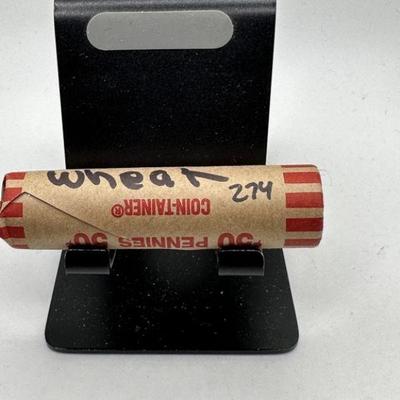 wheat
274
COIN-TAINER®
50¢ PENNIES 50¢